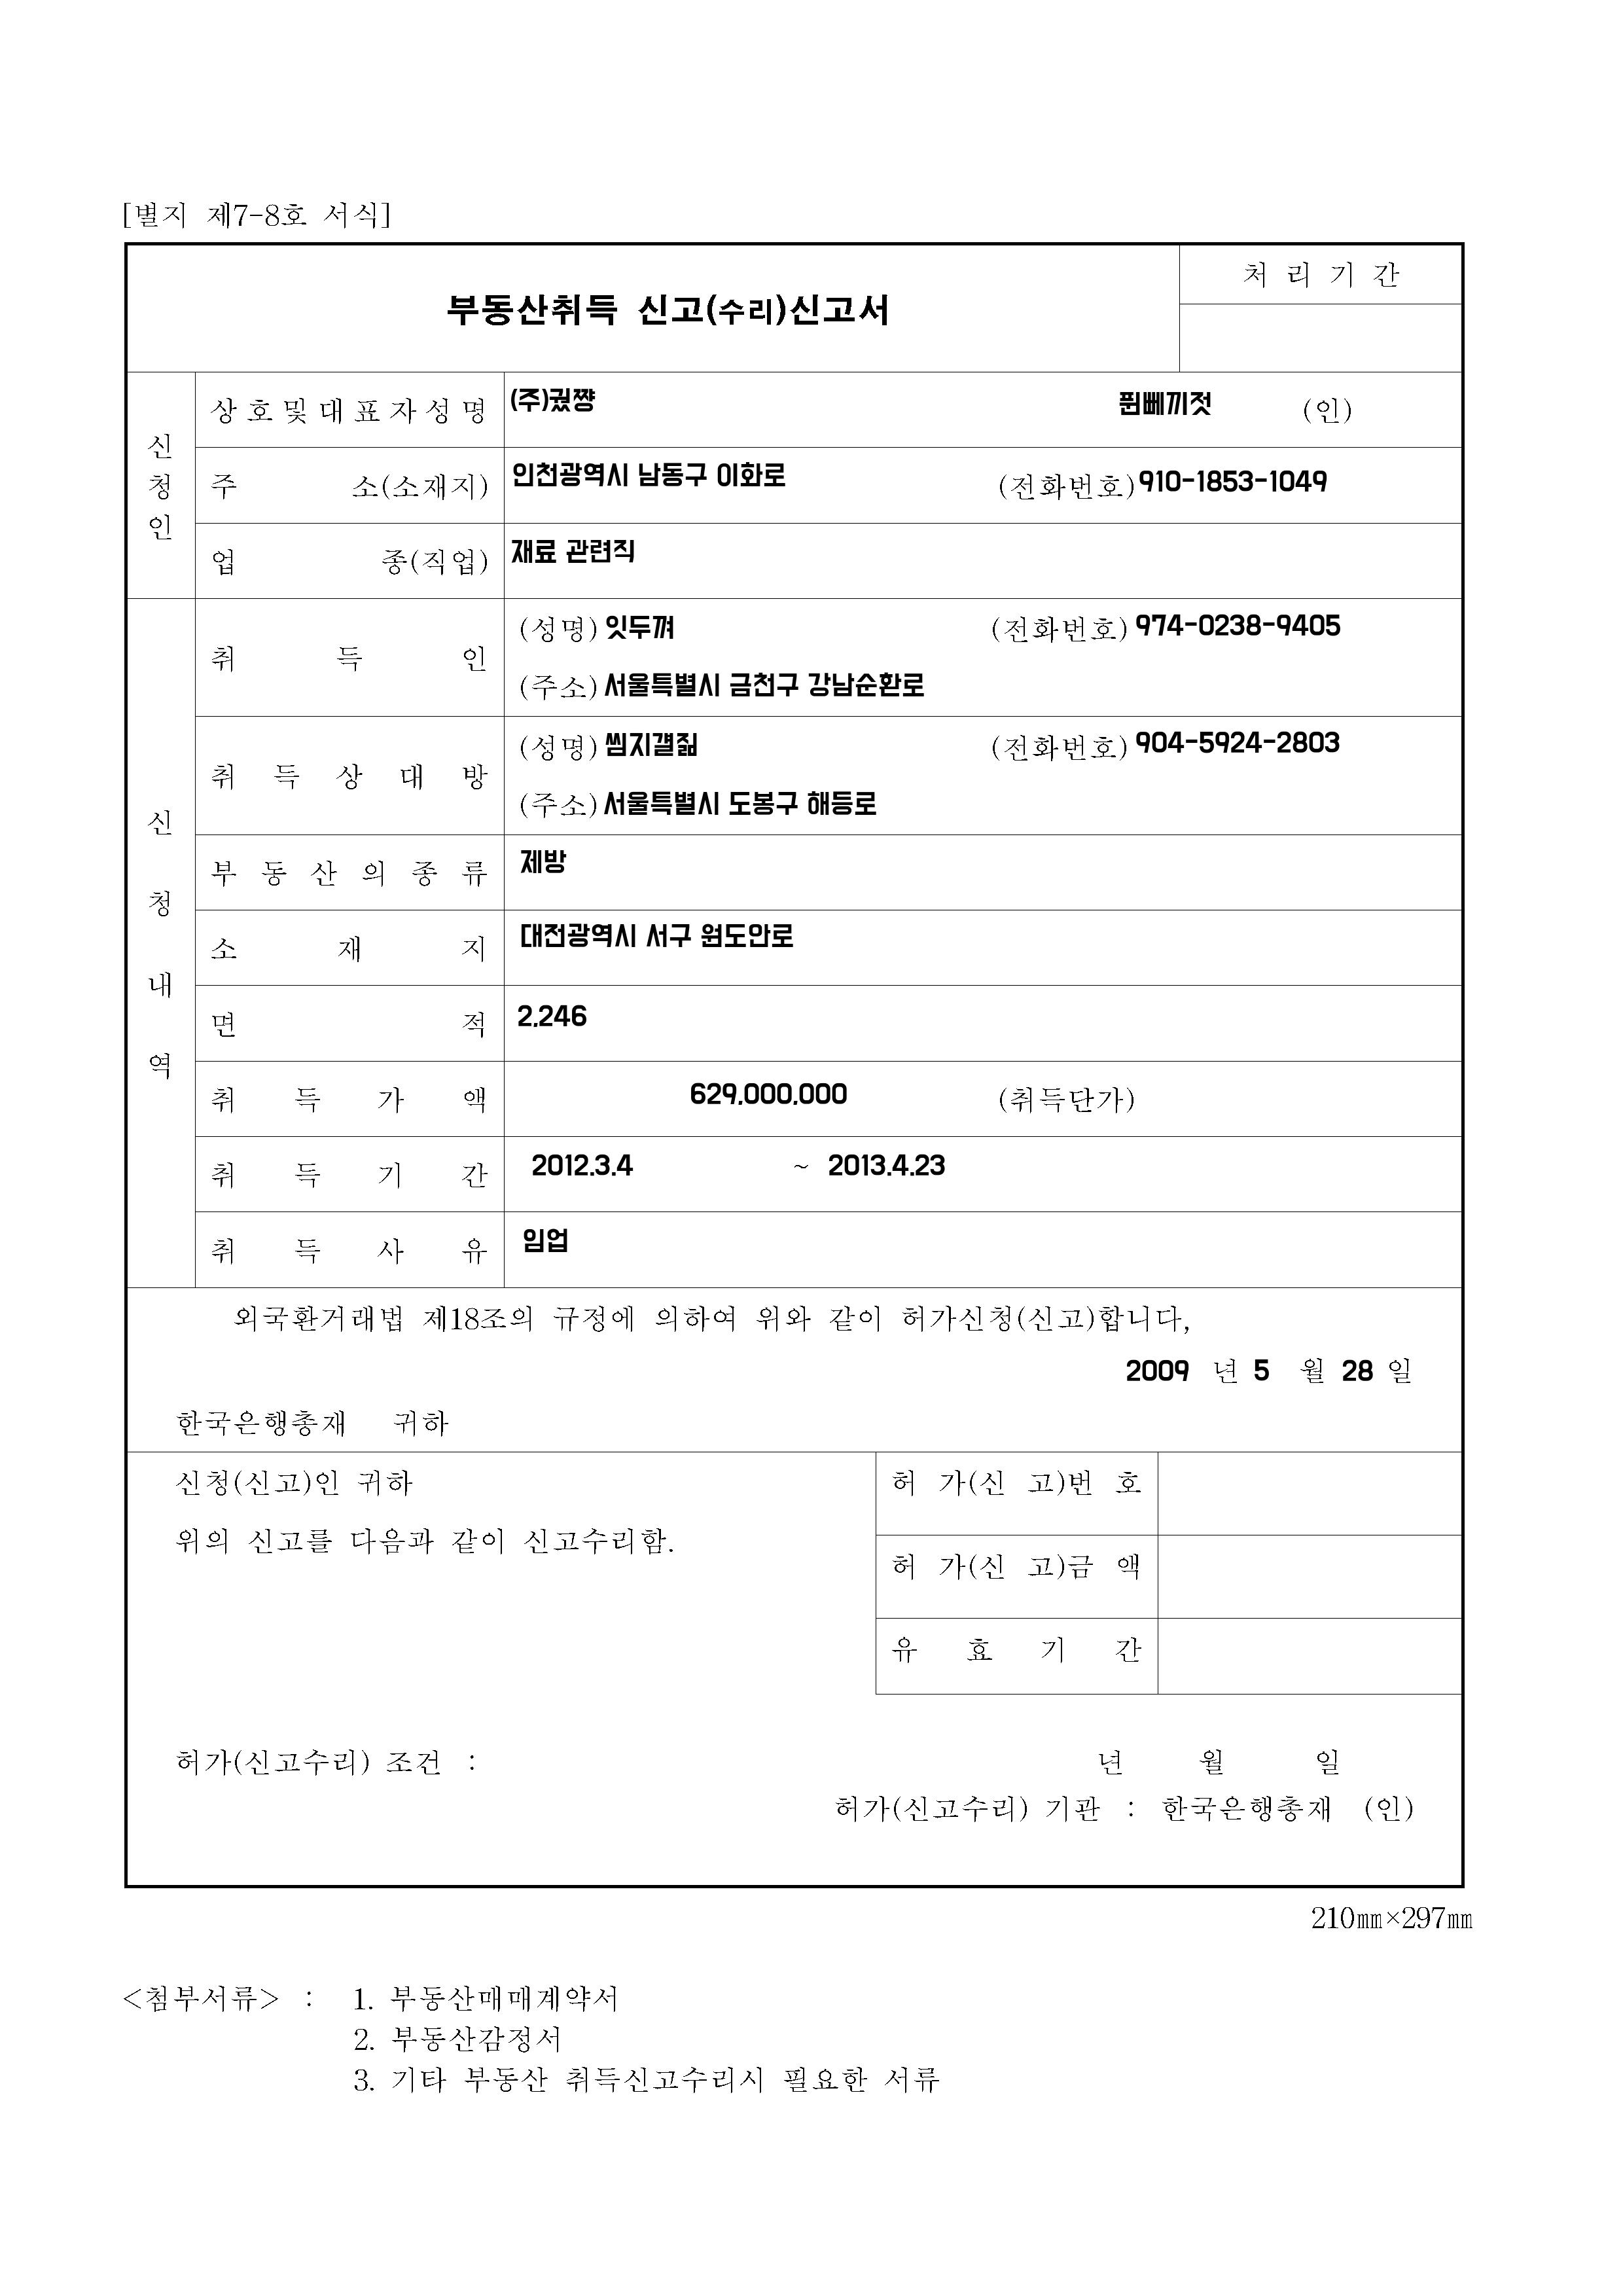 [별지 제7-8호 서식]
부동산취득 신고(수리)신고서
처 리 기 간
신청인
상호및대표자성명 (주)궔쨩 퓐뻬끼젓 (인)
주 소(소재지) 인천광역시 남동구 이화로 (전화번호) 910-1853-1049
업 종(직업) 재료 관련직
신청내역
취 득 인 (성명) 잇두껴 (전화번호) 974-0238-9405
(주소) 서울특별시 금천구 강남순환로
취 득 상 대 방 (성명) 씸지걜짊 (전화번호) 904-5924-2803
(주소) 서울특별시 도봉구 해등로
부 동 산 의 종 류 제방
소 재 지 대전광역시 서구 원도안로
면 적 2,246
취 득 가 액 629,000,000 (취득단가)
취 득 기 간 2012.3.4 ~ 2013.4.23
취 득 사 유 임업
외국환거래법 제18조의 규정에 의하여 위와 같이 허가신청(신고)합니다,
2009 년 5 월 28 일
한국은행총재 귀하
신청(신고)인 귀하
위의 신고를 다음과 같이 신고수리함.
허 가(신 고)번 호
허 가(신 고)금 액
유 효 기 간
허가(신고수리) 조건 : 년 월 일
허가(신고수리) 기관 : 한국은행총재 (인)
210㎜×297㎜
<첨부서류> : 1. 부동산매매계약서
2. 부동산감정서
3. 기타 부동산 취득신고수리시 필요한 서류